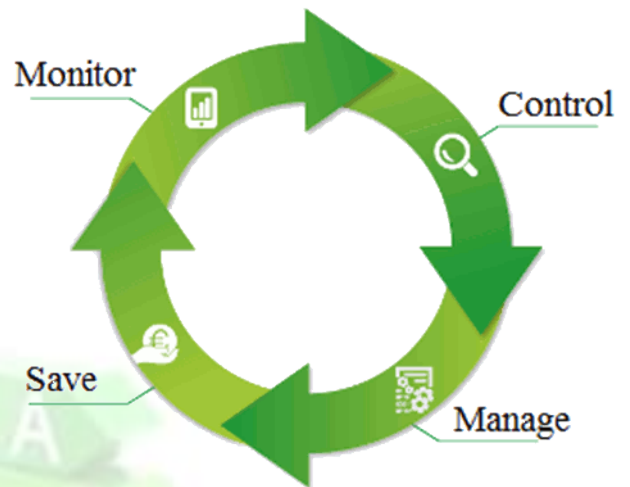 Monitor
Control
Save
Manage
A
€